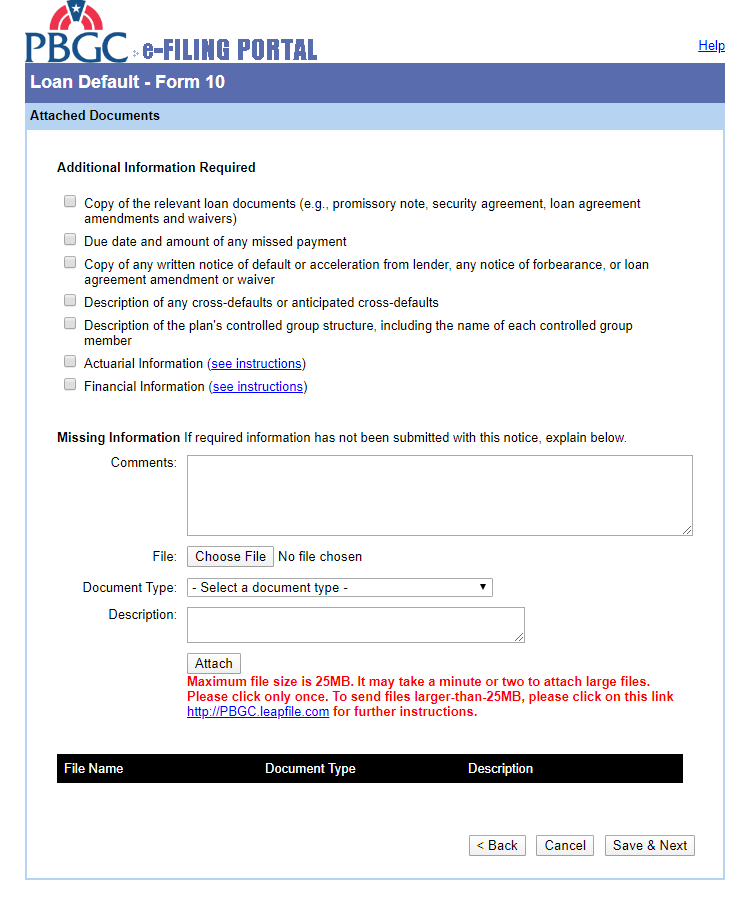 PBGC e-FILING PORTAL
Help
Loan Default - Form 10
Attached Documents
Additional Information Required
Copy of the relevant loan documents (e.g., promissory note, security agreement, loan agreement
amendments and waivers)
Due date and amount of any missed payment
Copy of any written notice of default or acceleration from lender, any notice of forbearance, or loan
agreement amendment or waiver
Description of any cross-defaults or anticipated cross-defaults
Description of the plan's controlled group structure, including the name of each controlled group
member
Actuarial Information (see instructions)
Financial Information (see instructions)
Missing Information If required information has not been submitted with this notice, explain below.
Comments:
File: Choose File No file chosen
Document Type: - Select a document type -
Description:
Attach
Maximum file size is 25MB. It may take a minute or two to attach large files.
Please click only once. To send files larger-than-25MB, please click on this link
http://PBGC.leapfile.com for further instructions.
File Name Document Type Description
< Back Cancel Save & Next